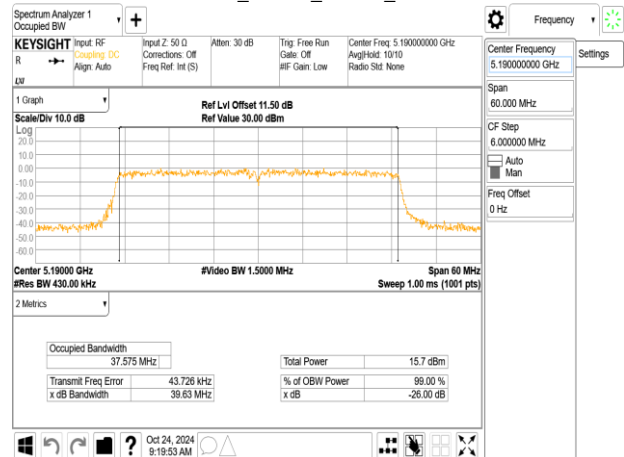 Spectrum Analyzer 1
Occupied BW
+
Frequency
KEYSIGHT
R
LXI
Input: RF
Coupling: DC
Align: Auto
Input Z: 50 Ω
Corrections: Off
Freq Ref: Int (S)
Atten: 30 dB
Trig: Free Run
Gate: Off
#IF Gain: Low
Center Freq: 5.190000000 GHz
Avg|Hold: 10/10
Radio Std: None
Center Frequency
5.190000000 GHz
Settings
Span
60.000 MHz
CF Step
6.000000 MHz
Auto
Man
Freq Offset
0 Hz
1 Graph
Scale/Div 10.0 dB
Ref Lvl Offset 11.50 dB
Ref Value 30.00 dBm
Log
20.0
10.0
0.00
-10.0
-20.0
-30.0
-40.0
-50.0
-60.0
Center 5.19000 GHz
#Video BW 1.5000 MHz
Span 60 MHz
#Res BW 430.00 kHz
Sweep 1.00 ms (1001 pts)
2 Metrics
Occupied Bandwidth
37.575 MHz
Total Power 15.7 dBm
Transmit Freq Error 43.726 kHz
% of OBW Power 99.00 %
x dB Bandwidth 39.63 MHz
x dB -26.00 dB
?
Oct 24, 2024
9:19:53 AM